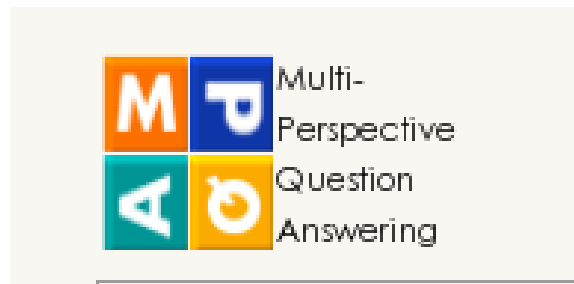 M P
A Q
Multi-
Perspective
Question
Answering